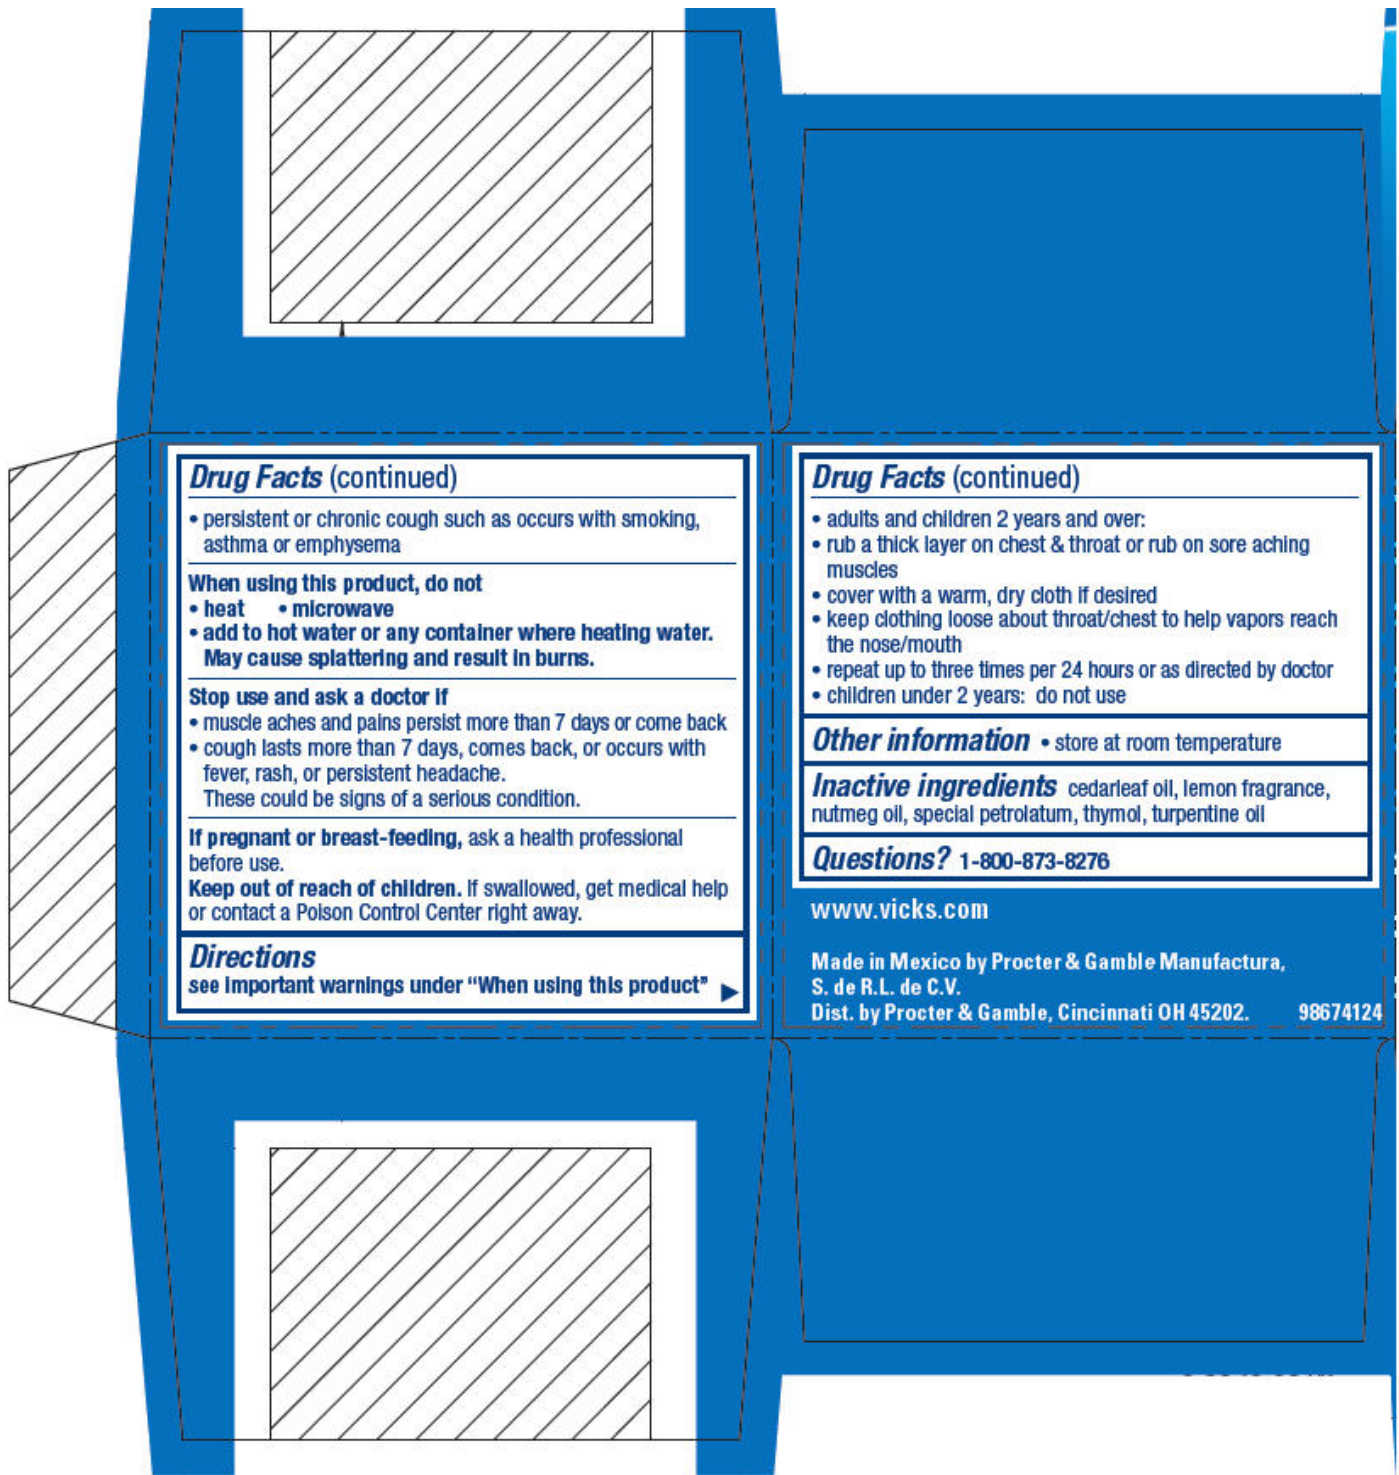 Drug Facts (continued)
• persistent or chronic cough such as occurs with smoking,
asthma or emphysema
When using this product, do not
• heat • microwave
• add to hot water or any container where heating water.
May cause splattering and result in burns.
Stop use and ask a doctor if
• muscle aches and pains persist more than 7 days or come back
• cough lasts more than 7 days, comes back, or occurs with
fever, rash, or persistent headache.
These could be signs of a serious condition.
If pregnant or breast-feeding, ask a health professional
before use.
Keep out of reach of children. If swallowed, get medical help
or contact a Poison Control Center right away.
Directions
see important warnings under “When using this product”
Drug Facts (continued)
• adults and children 2 years and over:
• rub a thick layer on chest & throat or rub on sore aching
muscles
• cover with a warm, dry cloth if desired
• keep clothing loose about throat/chest to help vapors reach
the nose/mouth
• repeat up to three times per 24 hours or as directed by doctor
• children under 2 years: do not use
Other information • store at room temperature
Inactive ingredients cedarleaf oil, lemon fragrance,
nutmeg oil, special petrolatum, thymol, turpentine oil
Questions? 1-800-873-8276
www.vicks.com
Made in Mexico by Procter & Gamble Manufactura,
S. de R.L. de C.V.
Dist. by Procter & Gamble, Cincinnati OH 45202. 98674124